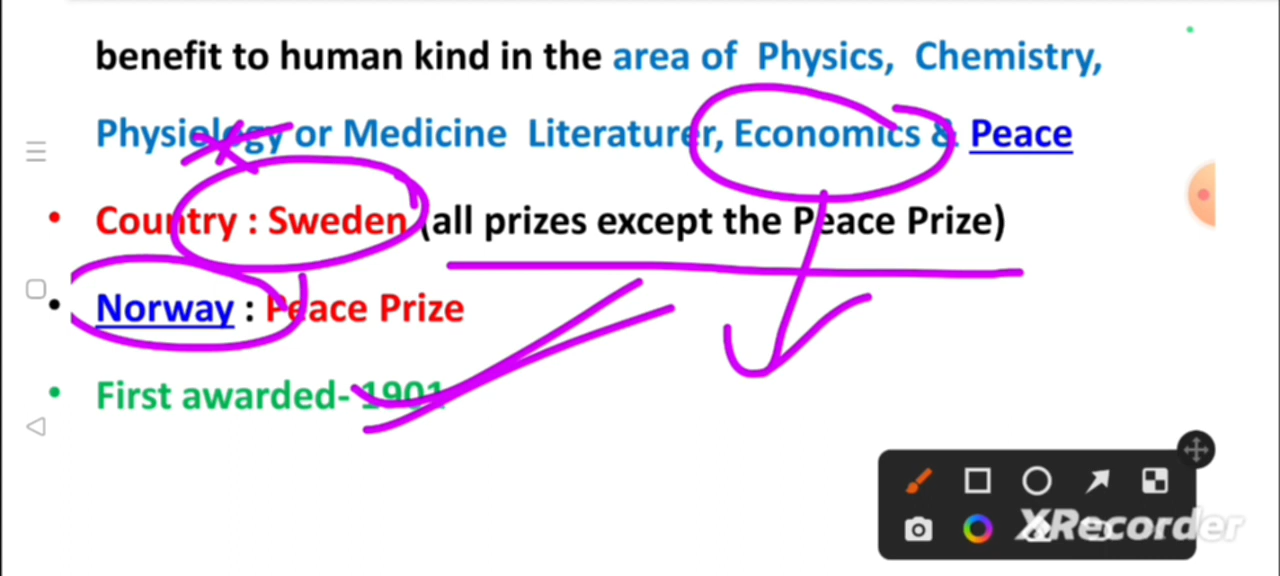 benefit to human kind in the area of Physics, Chemistry,
Physiology or Medicine Literaturer, Economics & Peace
• Country : Sweden (all prizes except the Peace Prize)
• Norway : Peace Prize
• First awarded- 1901
XRecorder